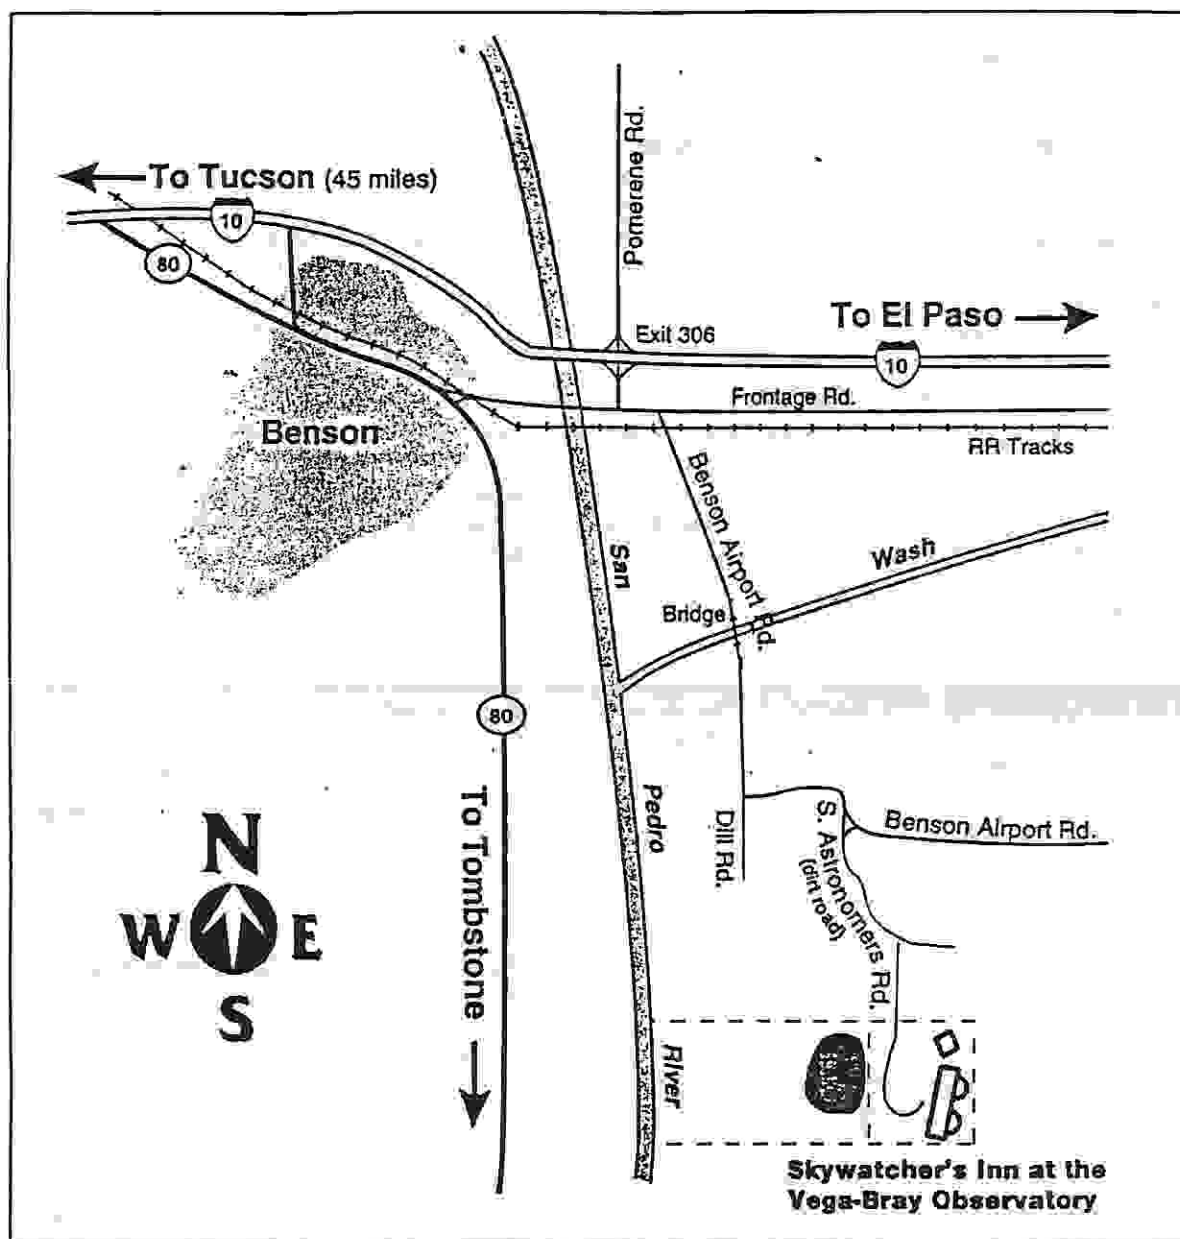 To Tucson (45 miles)
10
80
Pomerene Rd.
Exit 306
To El Paso
10
Frontage Rd.
RR Tracks
Benson
Benson Airport Rd.
San
Wash
Bridge
80
To Tombstone
Pedro
Dill Rd.
S. Astronomers Rd.
(dirt road)
Benson Airport Rd.
N
W E
S
River
Skywatcher's Inn at the
Vega-Bray Observatory